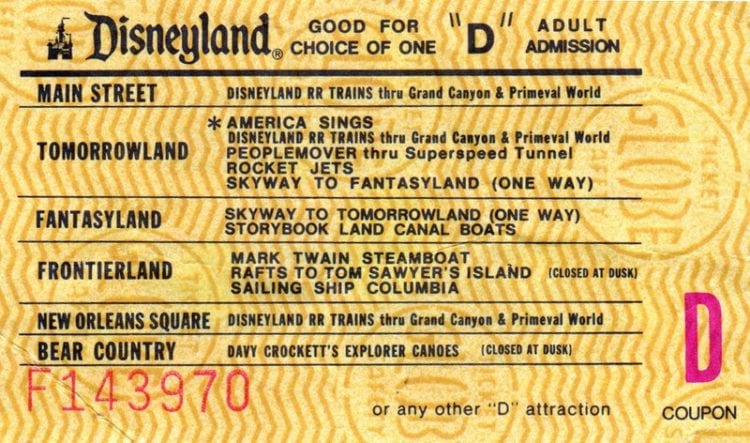 Disneyland® GOOD FOR CHOICE OF ONE "D" ADULT ADMISSION
MAIN STREET DISNEYLAND RR TRAINS thru Grand Canyon & Primeval World
TOMORROWLAND
*AMERICA SINGS
DISNEYLAND RR TRAINS thru Grand Canyon & Primeval World
PEOPLEMOVER thru Superspeed Tunnel
ROCKET JETS
SKYWAY TO FANTASYLAND (ONE WAY)
FANTASYLAND
SKYWAY TO TOMORROWLAND (ONE WAY)
STORYBOOK LAND CANAL BOATS
FRONTIERLAND
MARK TWAIN STEAMBOAT
RAFTS TO TOM SAWYER'S ISLAND (CLOSED AT DUSK)
SAILING SHIP COLUMBIA
NEW ORLEANS SQUARE DISNEYLAND RR TRAINS thru Grand Canyon & Primeval World
BEAR COUNTRY DAVY CROCKETT'S EXPLORER CANOES (CLOSED AT DUSK)
F143970
or any other "D" attraction
D
COUPON
GLOBE
TICKET